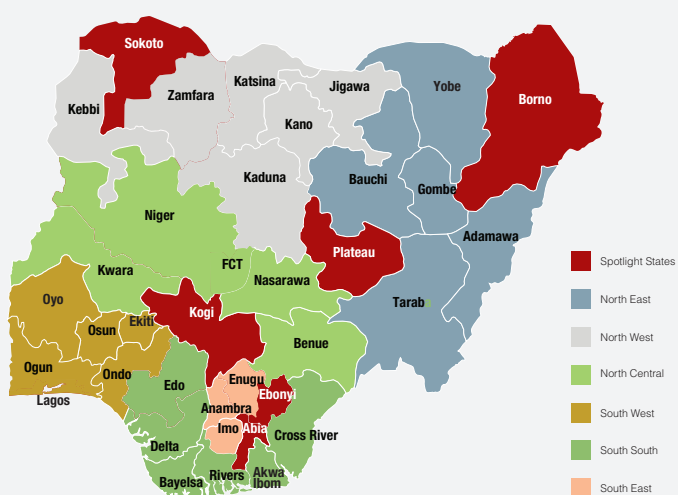 Sokoto
Kebbi
Zamfara
Katsina
Jigawa
Kano
Yobe
Borno
Kaduna
Bauchi
Gombe
Niger
Adamawa
Plateau
FCT
Kwara
Nasarawa
Taraba
Oyo
Kogi
Ekiti
Osun
Benue
Ogun
Ondo
Edo
Enugu
Ebonyi
Lagos
Anambra
Imo
Abia
Cross River
Delta
Rivers
Akwa
Ibom
Bayelsa
Spotlight States
North East
North West
North Central
South West
South South
South East